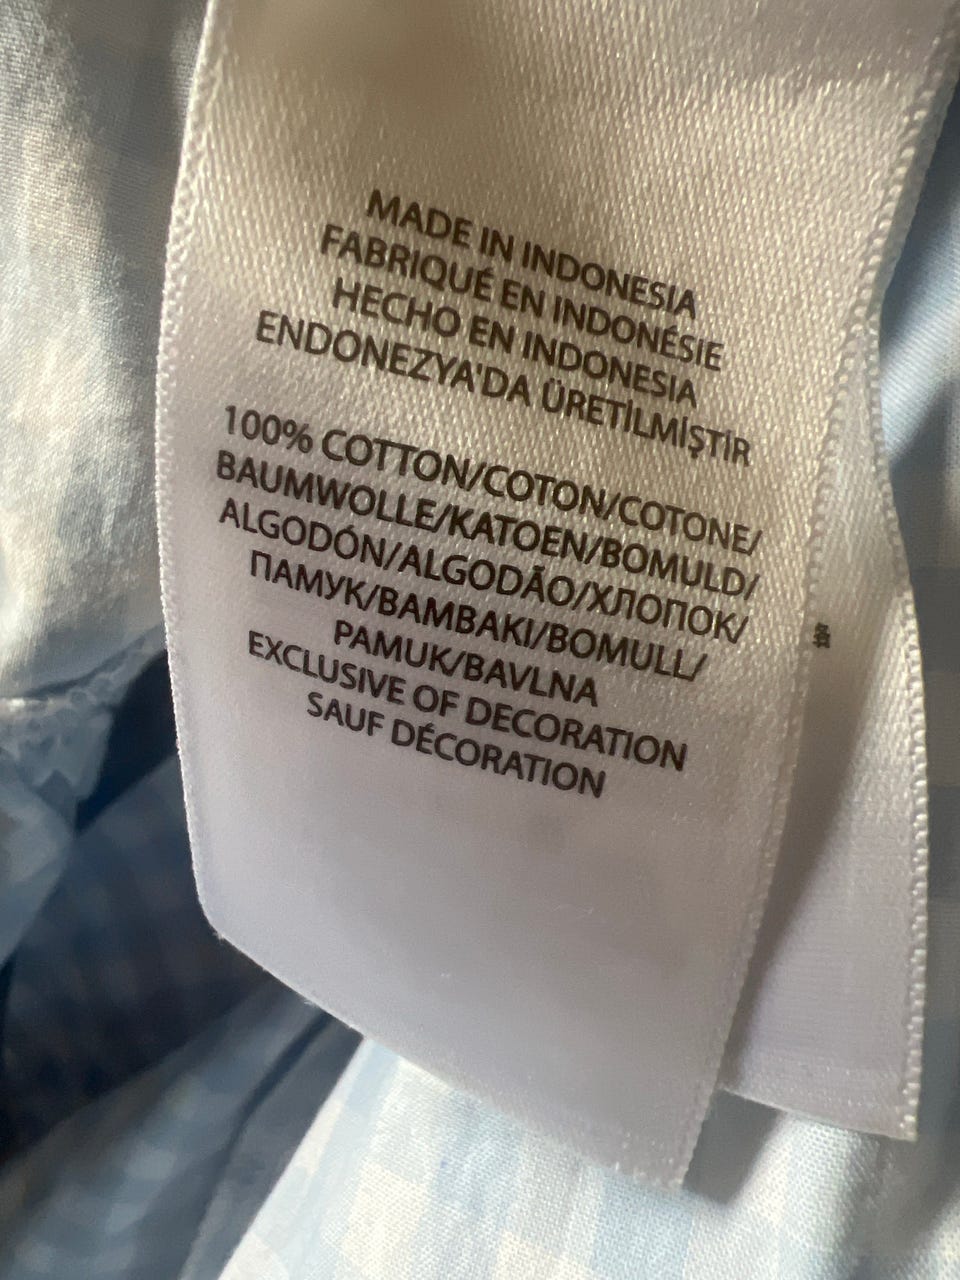 MADE IN INDONESIA
FABRIQUÉ EN INDONÉSIE
HECHO EN INDONESIA
ENDONEZYA'DA ÜRETİLMİŞTİR
100% COTTON/COTON/COTONE/
BAUMWOLLE/KATOEN/BOMULD/
ALGODÓN/ALGODÃO/ХЛОПОК/
ПАМУК/BAMBAKI/BOMULL/
PAMUK/BAVLNA
EXCLUSIVE OF DECORATION
SAUF DÉCORATION